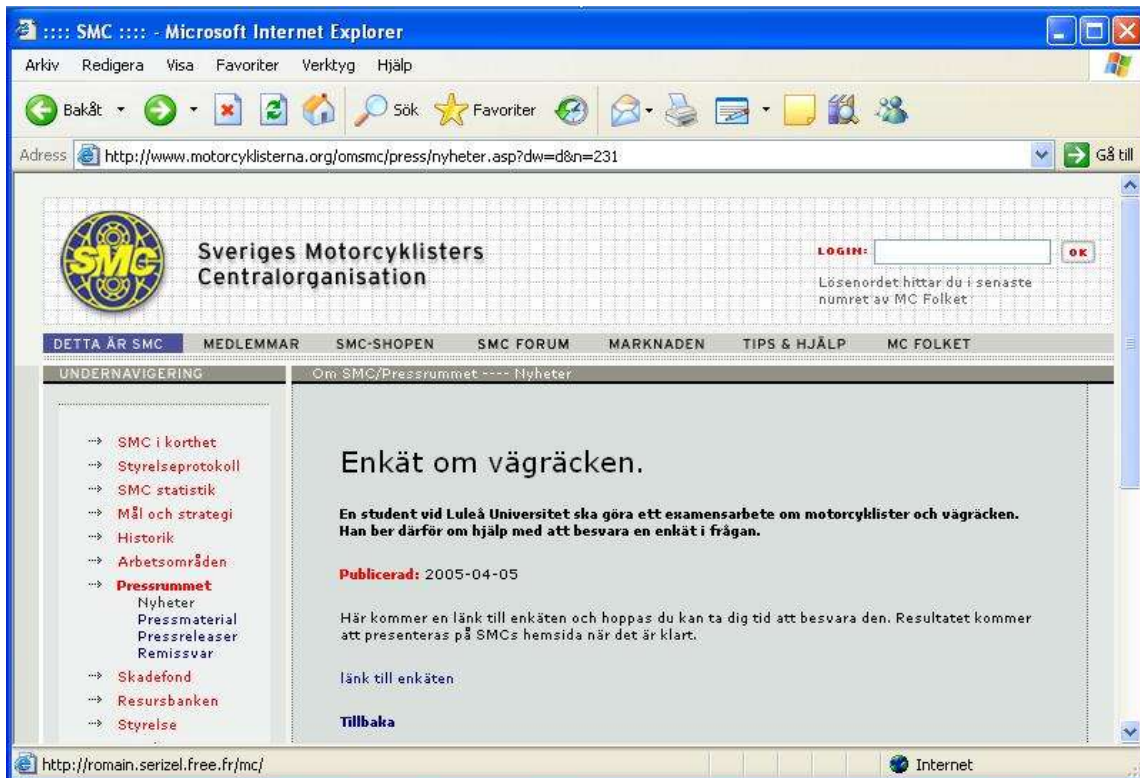 :::: SMC :::: - Microsoft Internet Explorer
Arkiv Redigera Visa Favoriter Verktyg Hjälp
Bakåt Sök Favoriter
Adress http://www.motorcyklisterna.org/omsmc/press/nyheter.asp?dw=d&n=231 Gå till
SMC
Sveriges Motorcyklisters
Centralorganisation
LOGIN: OK
Lösenordet hittar du i senaste
numret av MC Folket
DETTA ÄR SMC MEDLEMMAR SMC-SHOPEN SMC FORUM MARKNADEN TIPS & HJÄLP MC FOLKET
UNDERNAVIGERING Om SMC/Pressrummet ---- Nyheter
SMC i korthet
Styrelseprotokoll
SMC statistik
Mål och strategi
Historik
Arbetsområden
Pressrummet
Nyheter
Pressmaterial
Pressreleaser
Remissvar
Skadefond
Resursbanken
Styrelse
Enkät om vägräcken.
En student vid Luleå Universitet ska göra ett examensarbete om motorcyklister och vägräcken.
Han ber därför om hjälp med att besvara en enkät i frågan.
Publicerad: 2005-04-05
Här kommer en länk till enkäten och hoppas du kan ta dig tid att besvara den. Resultatet kommer
att presenteras på SMCs hemsida när det är klart.
länk till enkäten
Tillbaka
http://romain.serizel.free.fr/mc/ Internet